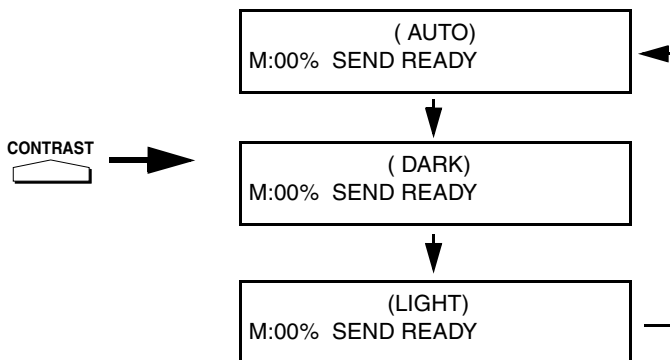 ( AUTO)
M:00% SEND READY
CONTRAST
( DARK)
M:00% SEND READY
(LIGHT)
M:00% SEND READY